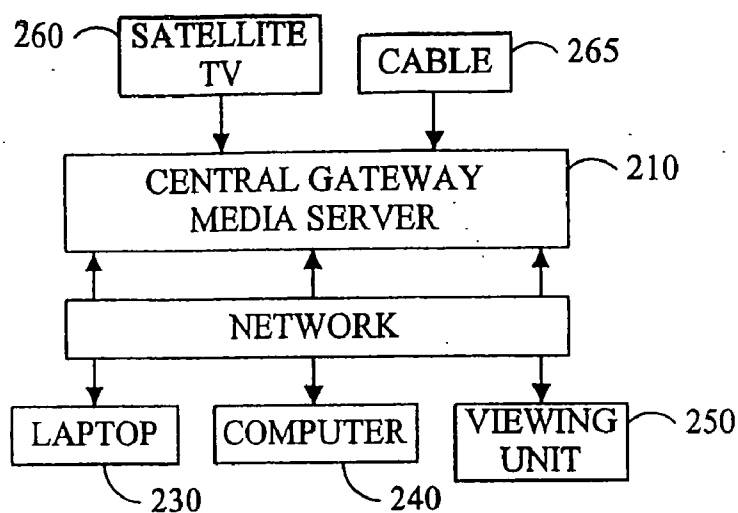 260
SATELLITE
TV
CABLE
265
CENTRAL GATEWAY
MEDIA SERVER
210
NETWORK
LAPTOP
COMPUTER
VIEWING
UNIT
250
230
240